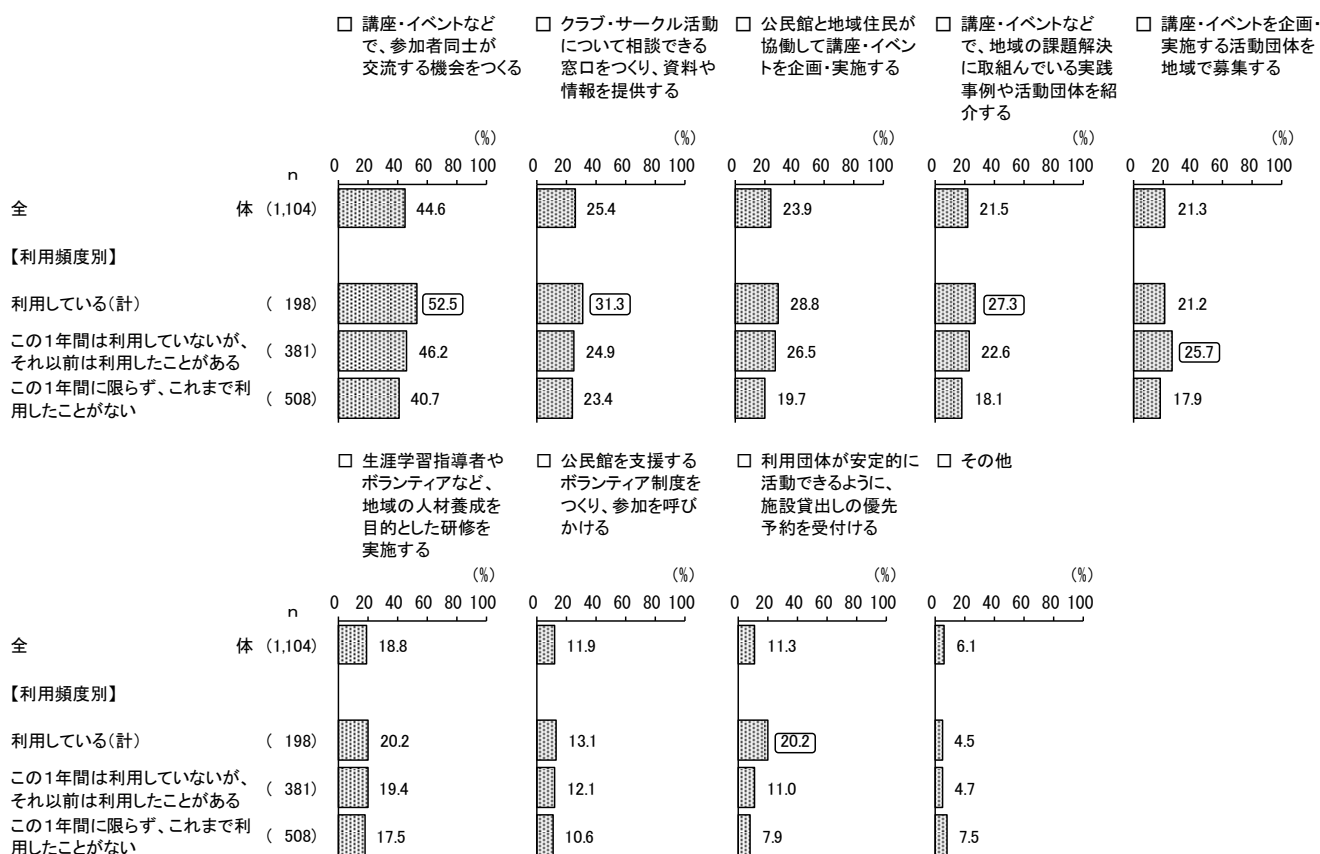 □ 講座・イベントなど
で、参加者同士が
交流する機会をつくる
□ クラブ・サークル活動
について相談できる
窓口をつくり、資料や
情報を提供する
□ 公民館と地域住民が
協働して講座・イベン
トを企画・実施する
□ 講座・イベントなど
で、地域の課題解決
に取組んでいる実践
事例や活動団体を紹
介する
□ 講座・イベントを企画・
実施する活動団体を
地域で募集する
(%) (%) (%) (%) (%)
n 0 20 40 60 80 100 0 20 40 60 80 100 0 20 40 60 80 100 0 20 40 60 80 100 0 20 40 60 80 100
全 体 (1,104) 44.6 25.4 23.9 21.5 21.3
【利用頻度別】
利用している(計) ( 198) 52.5 31.3 28.8 27.3 21.2
この1年間は利用していないが、
それ以前は利用したことがある ( 381) 46.2 24.9 26.5 22.6 25.7
この1年間に限らず、これまで利
用したことがない ( 508) 40.7 23.4 19.7 18.1 17.9
□ 生涯学習指導者や
ボランティアなど、
地域の人材養成を
目的とした研修を
実施する
□ 公民館を支援する
ボランティア制度を
つくり、参加を呼び
かける
□ 利用団体が安定的に
活動できるように、
施設貸出しの優先
予約を受付ける
□ その他
(%) (%) (%) (%)
n 0 20 40 60 80 100 0 20 40 60 80 100 0 20 40 60 80 100 0 20 40 60 80 100
全 体 (1,104) 18.8 11.9 11.3 6.1
【利用頻度別】
利用している(計) ( 198) 20.2 13.1 20.2 4.5
この1年間は利用していないが、
それ以前は利用したことがある ( 381) 19.4 12.1 11.0 4.7
この1年間に限らず、これまで利
用したことがない ( 508) 17.5 10.6 7.9 7.5